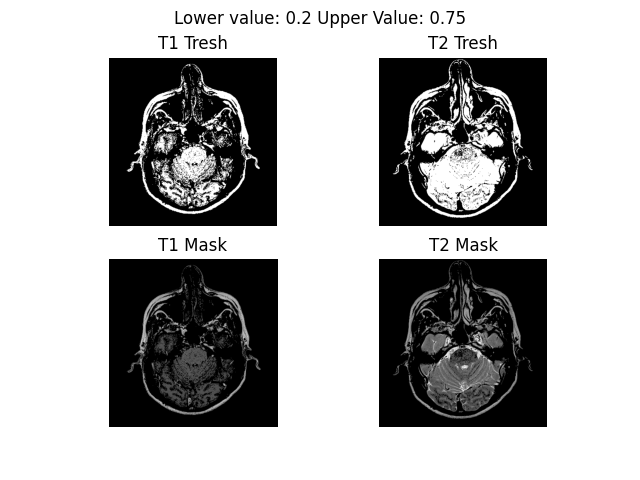 Lower value: 0.2 Upper Value: 0.75
T1 Tresh
T2 Tresh
T1 Mask
T2 Mask